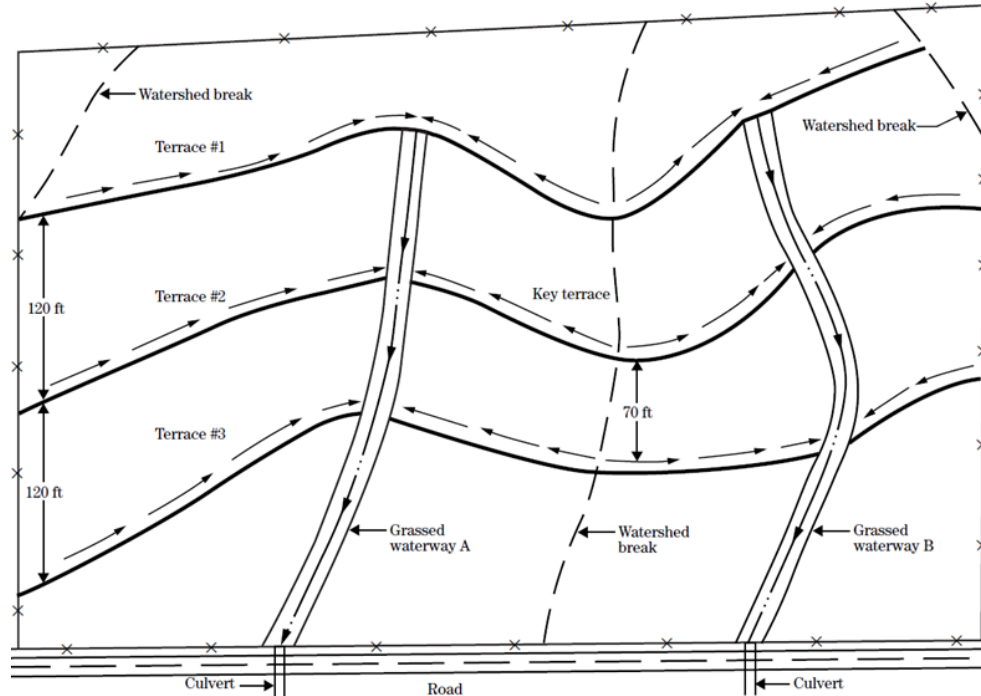 Watershed break
Watershed break
Terrace #1
Terrace #2
Key terrace
120 ft
70 ft
Terrace #3
120 ft
Grassed
waterway A
Watershed
break
Grassed
waterway B
Culvert
Road
Culvert